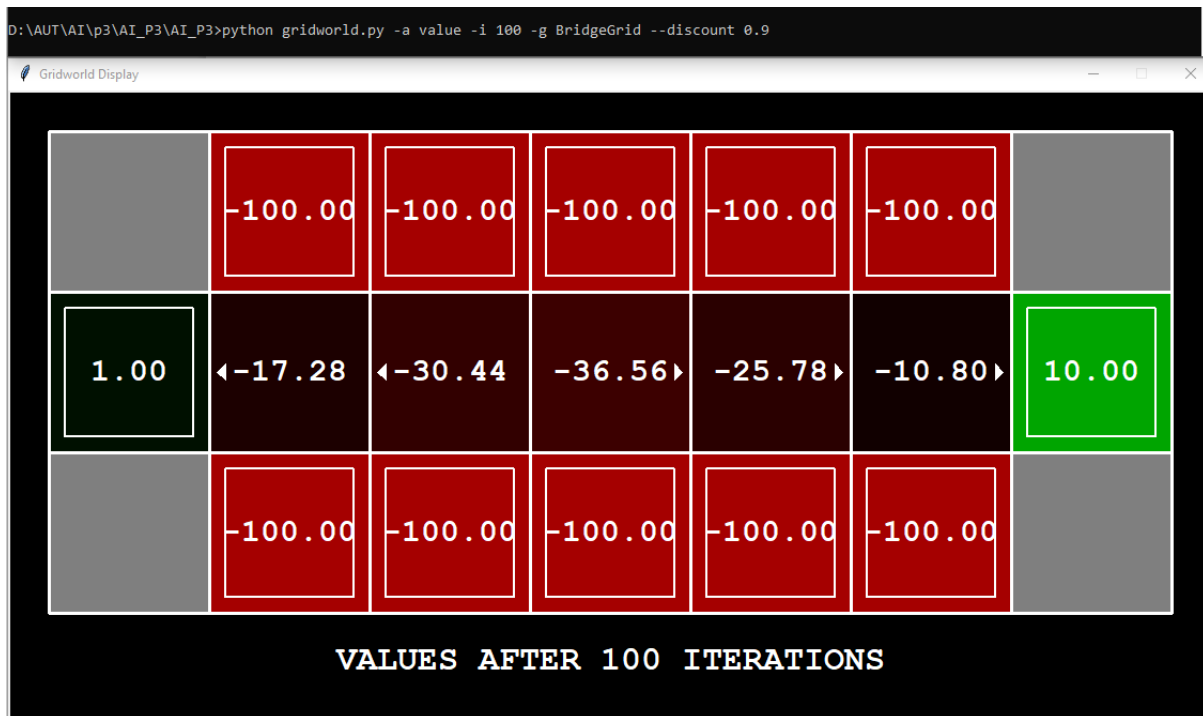 D:\AUT\AI\p3\AI_P3\AI_P3>python gridworld.py -a value -i 100 -g BridgeGrid --discount 0.9
Gridworld Display
-100.00 -100.00 -100.00 -100.00 -100.00
1.00 -17.28 -30.44 -36.56 -25.78 -10.80 10.00
-100.00 -100.00 -100.00 -100.00 -100.00
VALUES AFTER 100 ITERATIONS